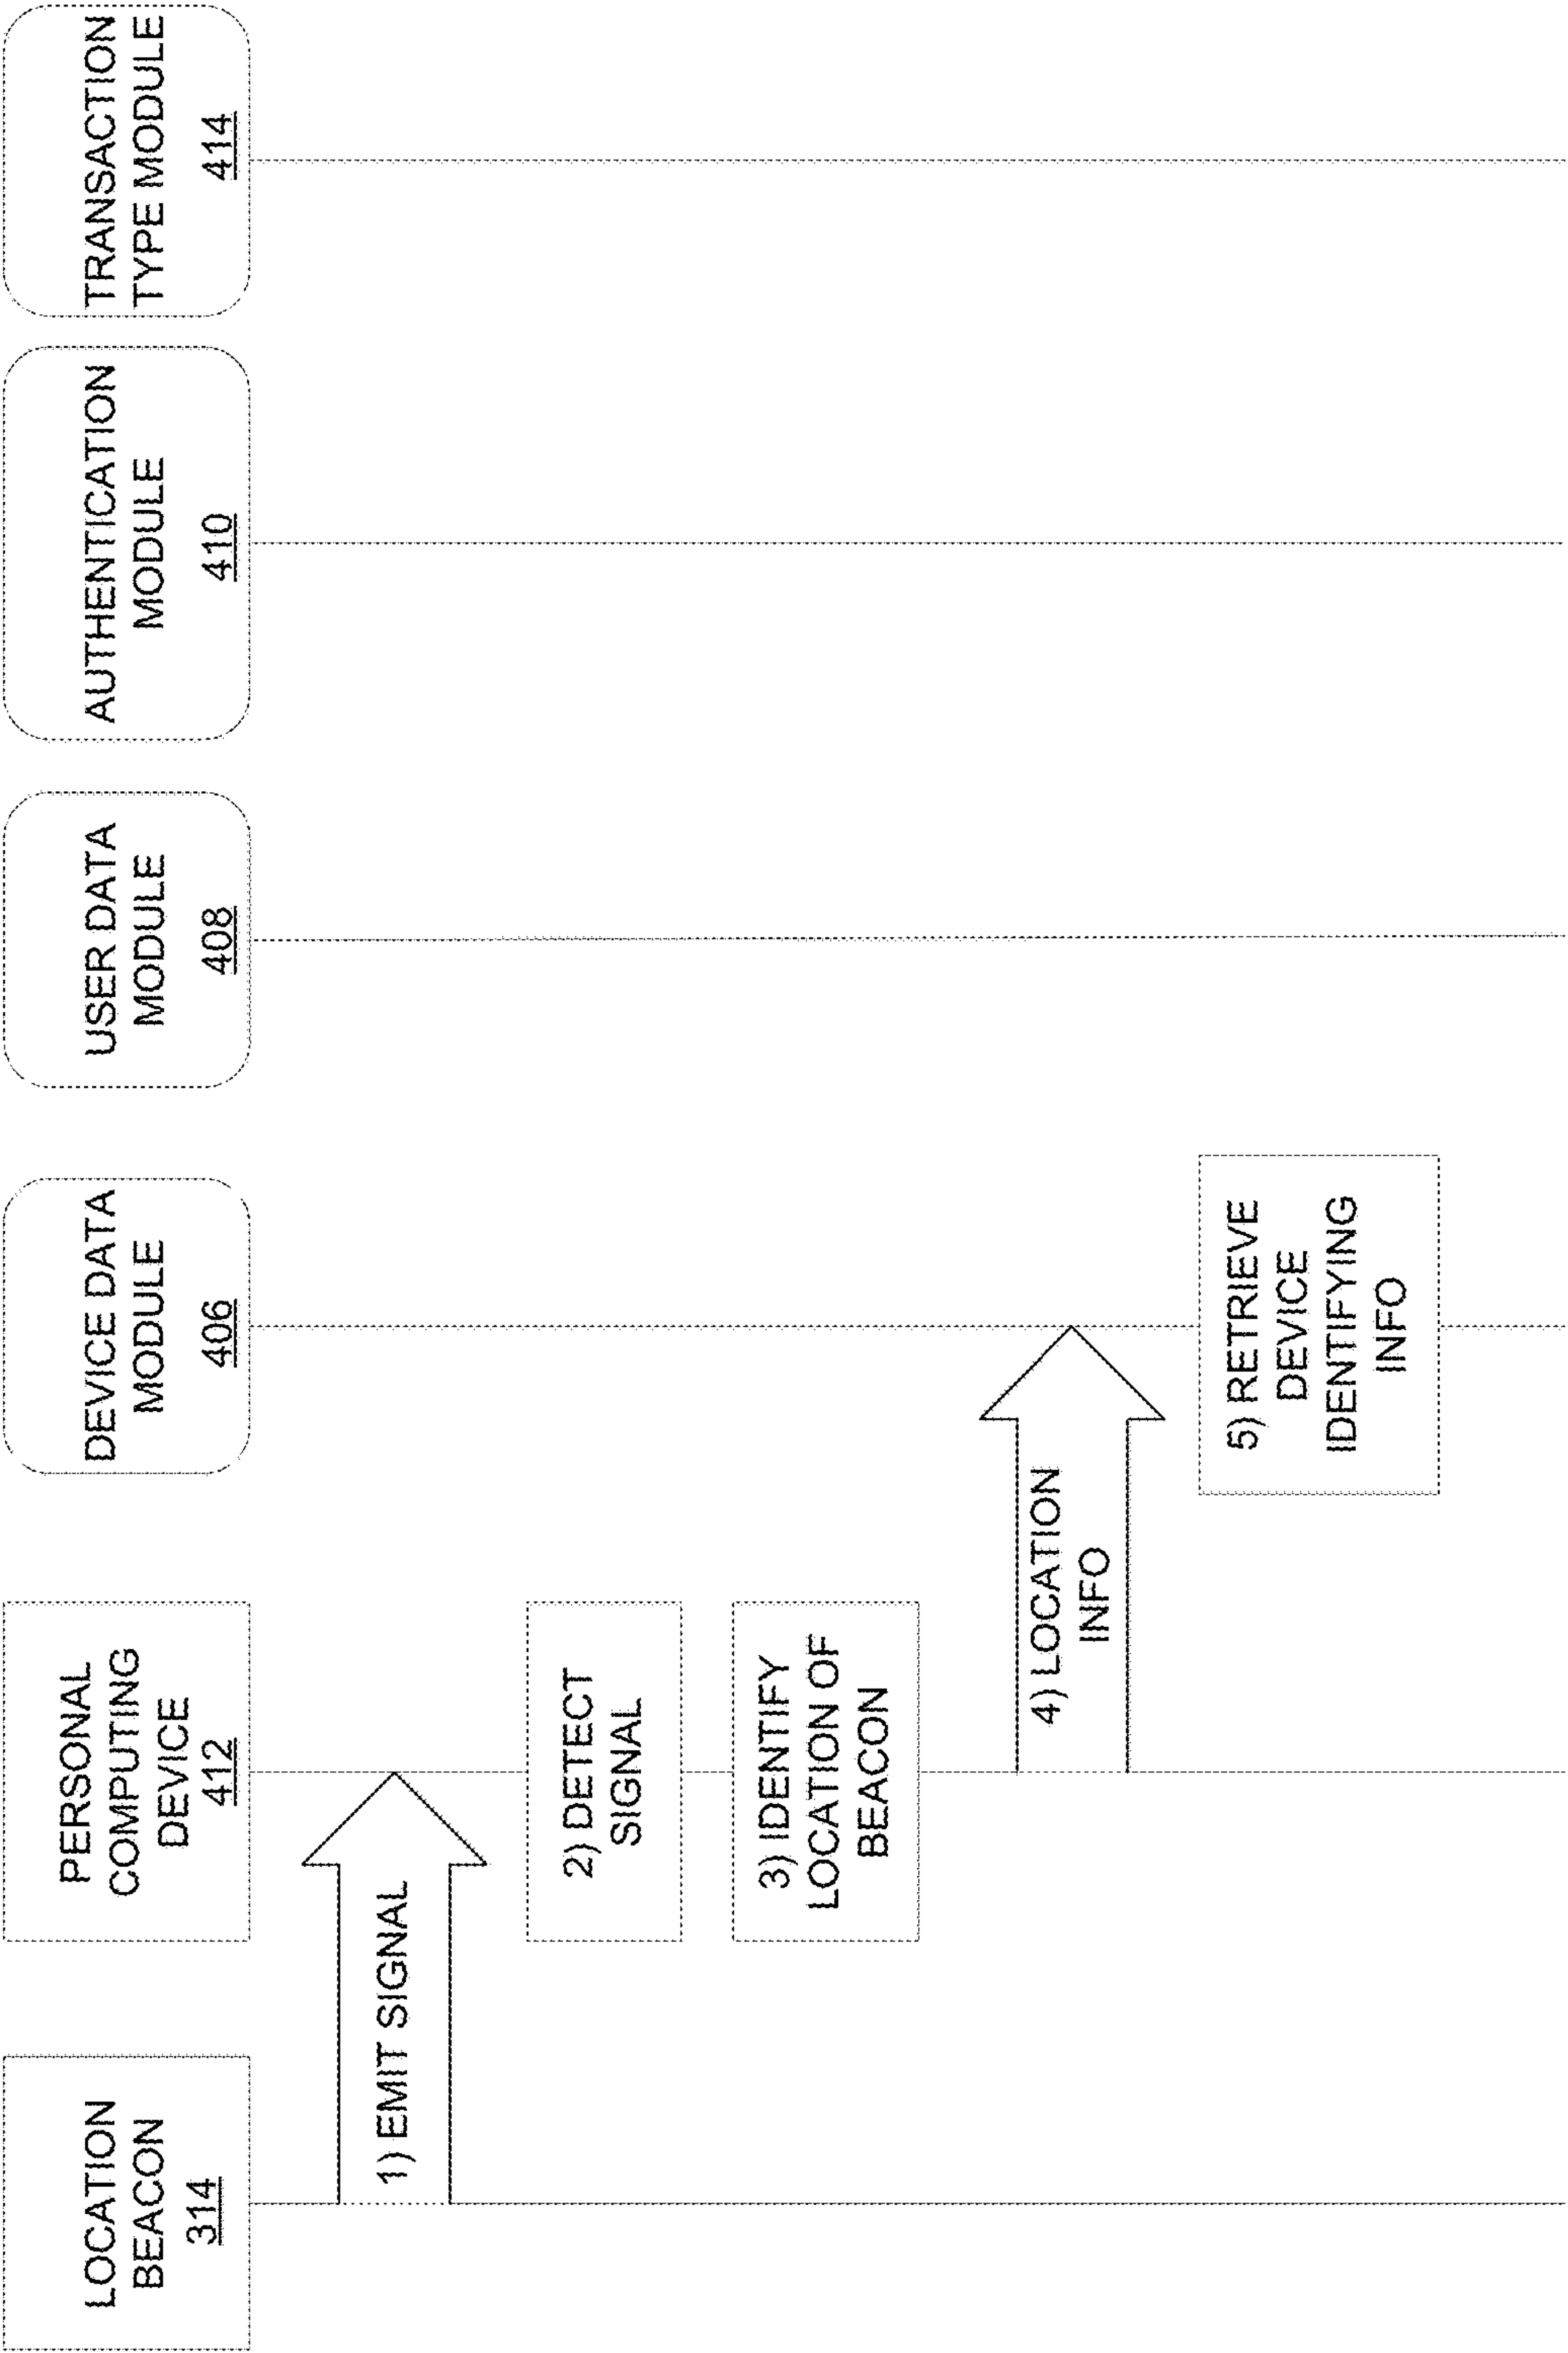 LOCATION
BEACON
314
PERSONAL
COMPUTING
DEVICE
412
DEVICE DATA
MODULE
406
USER DATA
MODULE
408
AUTHENTICATION
MODULE
410
TRANSACTION
TYPE MODULE
414
1) EMIT SIGNAL
2) DETECT
SIGNAL
3) IDENTIFY
LOCATION OF
BEACON
4) LOCATION
INFO
5) RETRIEVE
DEVICE
IDENTIFYING
INFO